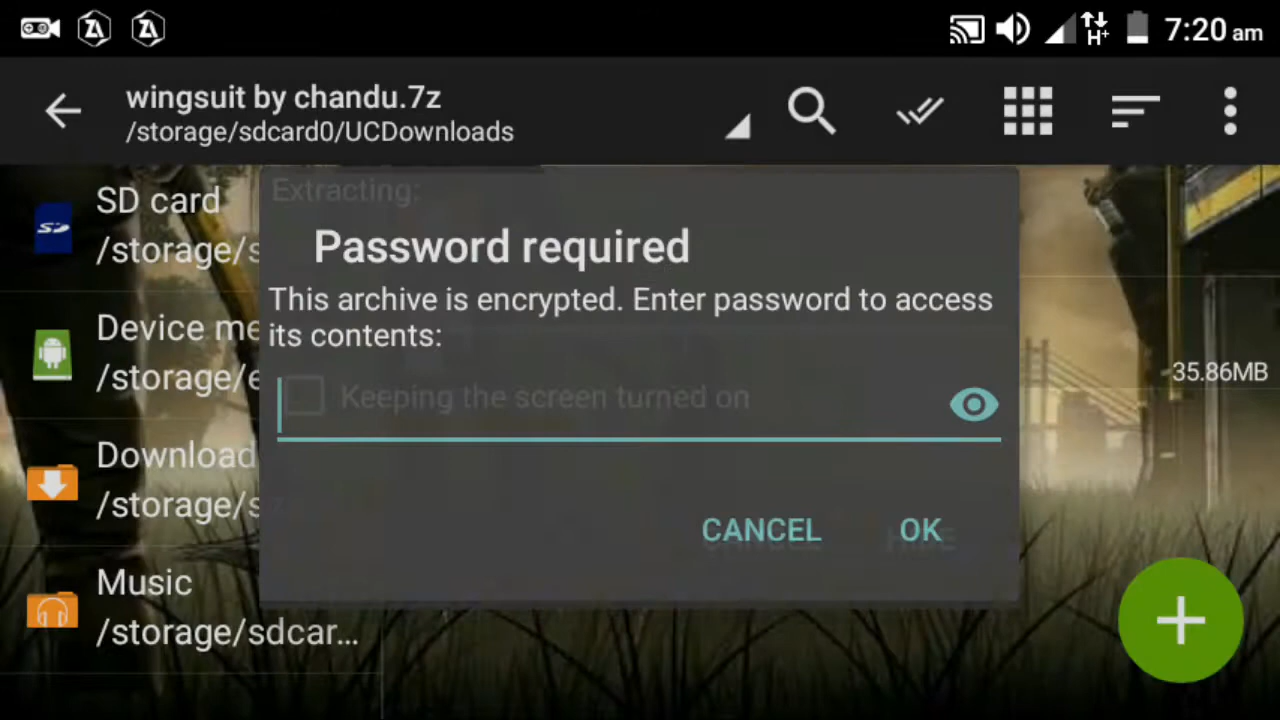 H+
7:20 am
wingsuit by chandu.7z
/storage/sdcard0/UCDownloads
SD card
/storage/s
Device me
/storage/e
Download
/storage/s
Music
/storage/sdcar...
Extracting:
Password required
This archive is encrypted. Enter password to access
its contents:
Keeping the screen turned on
CANCEL
OK
HIDE
35.86MB